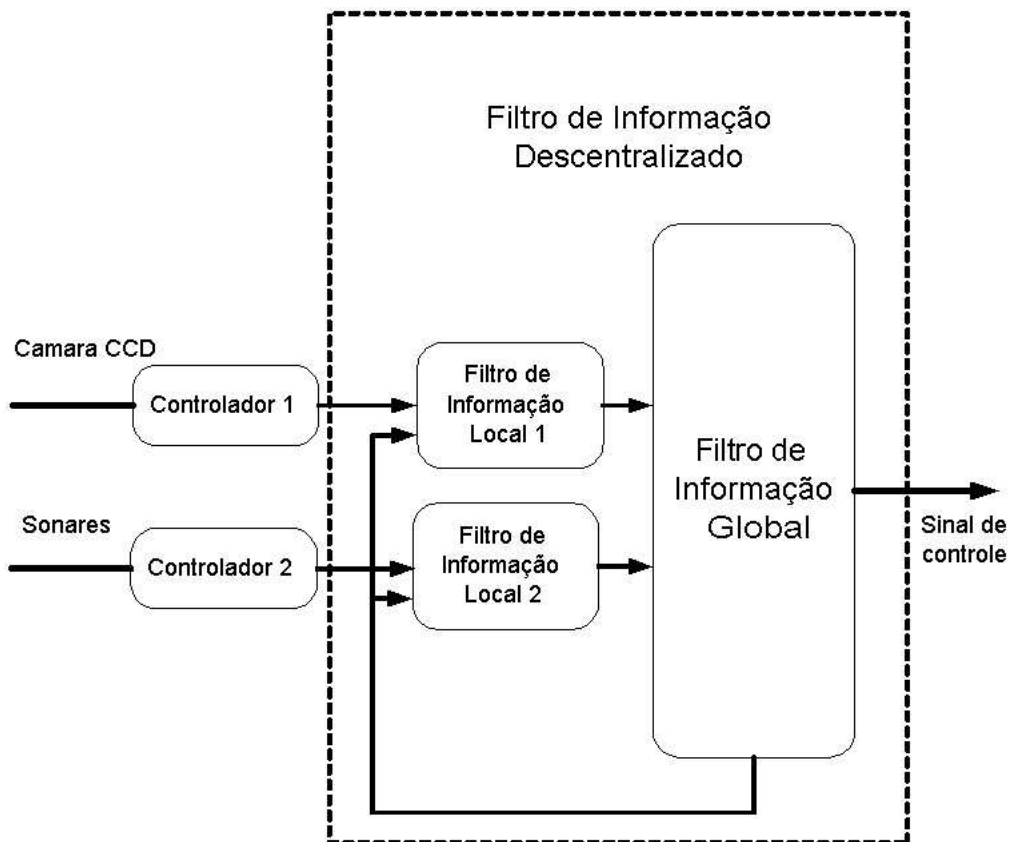 Filtro de Informação
Descentralizado
Camara CCD
Controlador 1
Filtro de
Informação
Local 1
Sonares
Controlador 2
Filtro de
Informação
Local 2
Filtro de
Informação
Global
Sinal de
controle